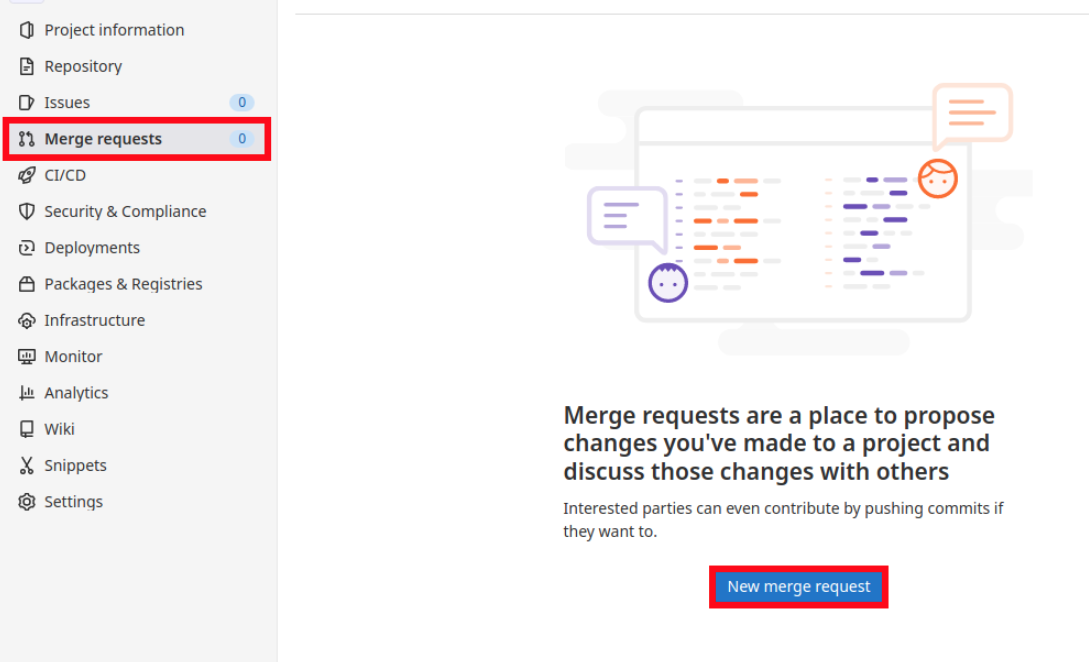 Project information
Repository
Issues 0
Merge requests 0
CI/CD
Security & Compliance
Deployments
Packages & Registries
Infrastructure
Monitor
Analytics
Wiki
Snippets
Settings
Merge requests are a place to propose
changes you've made to a project and
discuss those changes with others
Interested parties can even contribute by pushing commits if
they want to.
New merge request